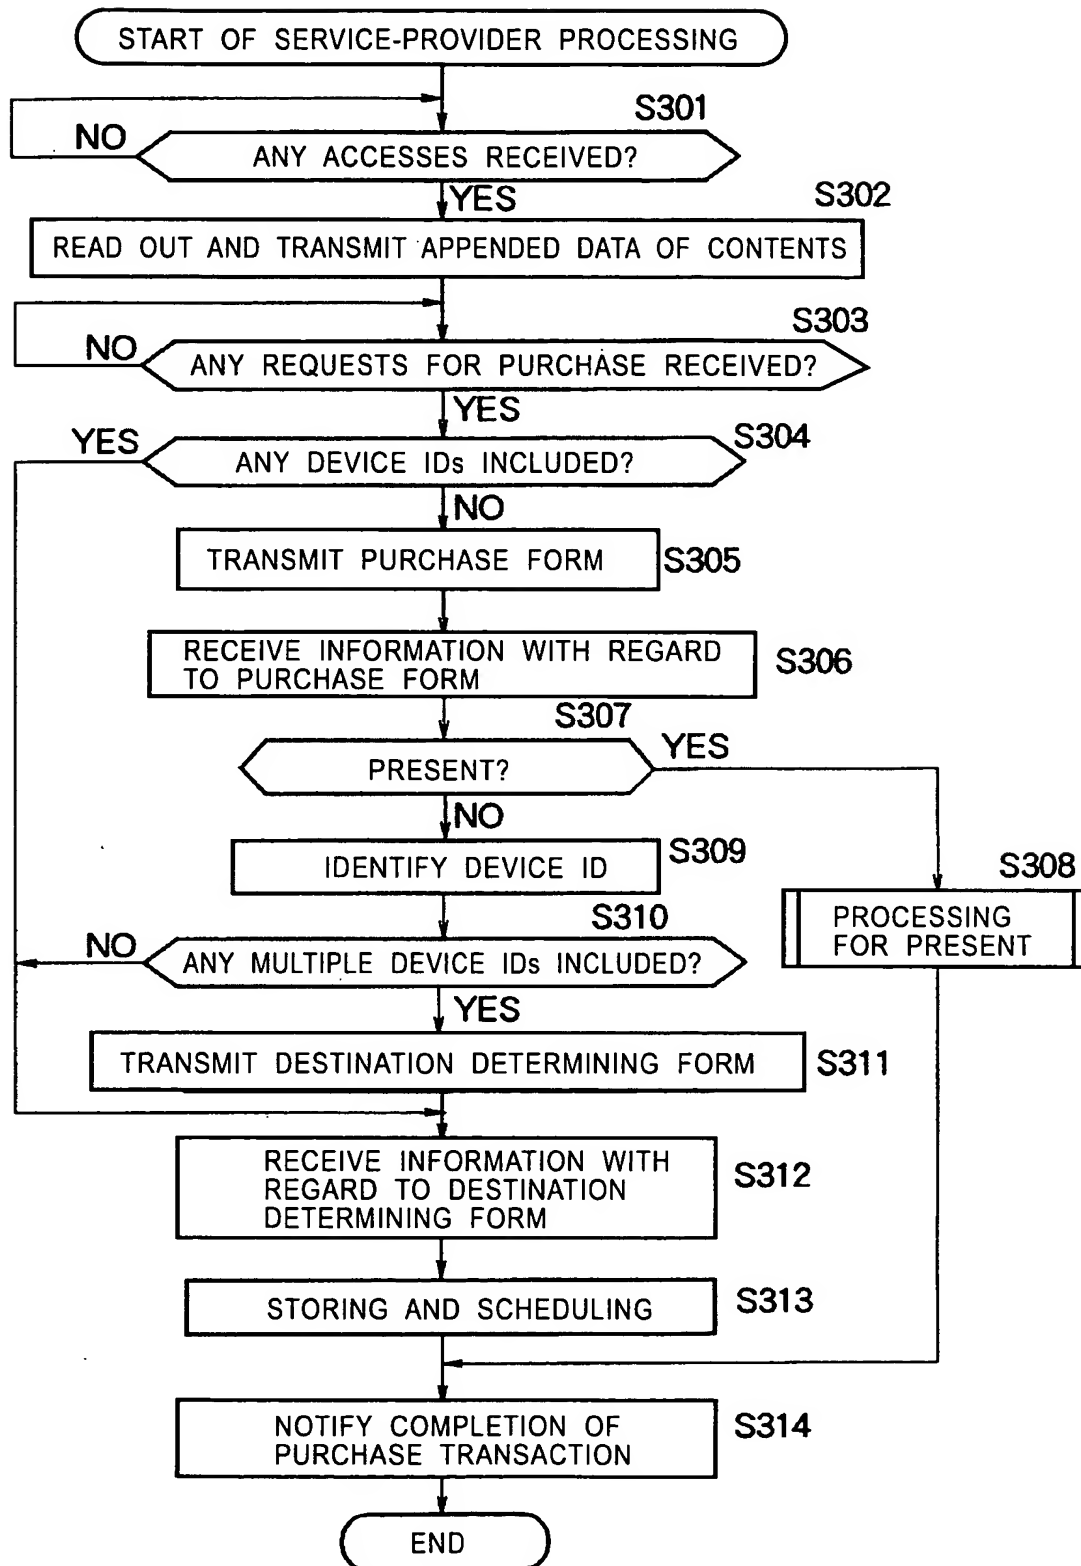 START OF SERVICE-PROVIDER PROCESSING
S301
NO
ANY ACCESSES RECEIVED?
YES
S302
READ OUT AND TRANSMIT APPENDED DATA OF CONTENTS
S303
NO
ANY REQUESTS FOR PURCHASE RECEIVED?
YES
YES
S304
ANY DEVICE IDs INCLUDED?
NO
TRANSMIT PURCHASE FORM
S305
RECEIVE INFORMATION WITH REGARD
TO PURCHASE FORM
S306
S307
PRESENT?
YES
NO
IDENTIFY DEVICE ID
S309
S308
PROCESSING
FOR PRESENT
S310
NO
ANY MULTIPLE DEVICE IDs INCLUDED?
YES
TRANSMIT DESTINATION DETERMINING FORM
S311
RECEIVE INFORMATION WITH
REGARD TO DESTINATION
DETERMINING FORM
S312
STORING AND SCHEDULING
S313
NOTIFY COMPLETION OF
PURCHASE TRANSACTION
S314
END